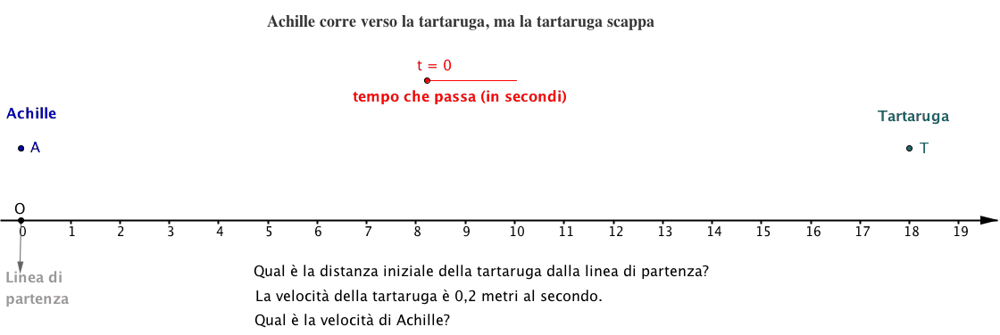 Achille corre verso la tartaruga, ma la tartaruga scappa
t = 0
tempo che passa (in secondi)
Achille
Tartaruga
A
T
O
0 1 2 3 4 5 6 7 8 9 10 11 12 13 14 15 16 17 18 19
Linea di
partenza
Qual è la distanza iniziale della tartaruga dalla linea di partenza?
La velocità della tartaruga è 0,2 metri al secondo.
Qual è la velocità di Achille?